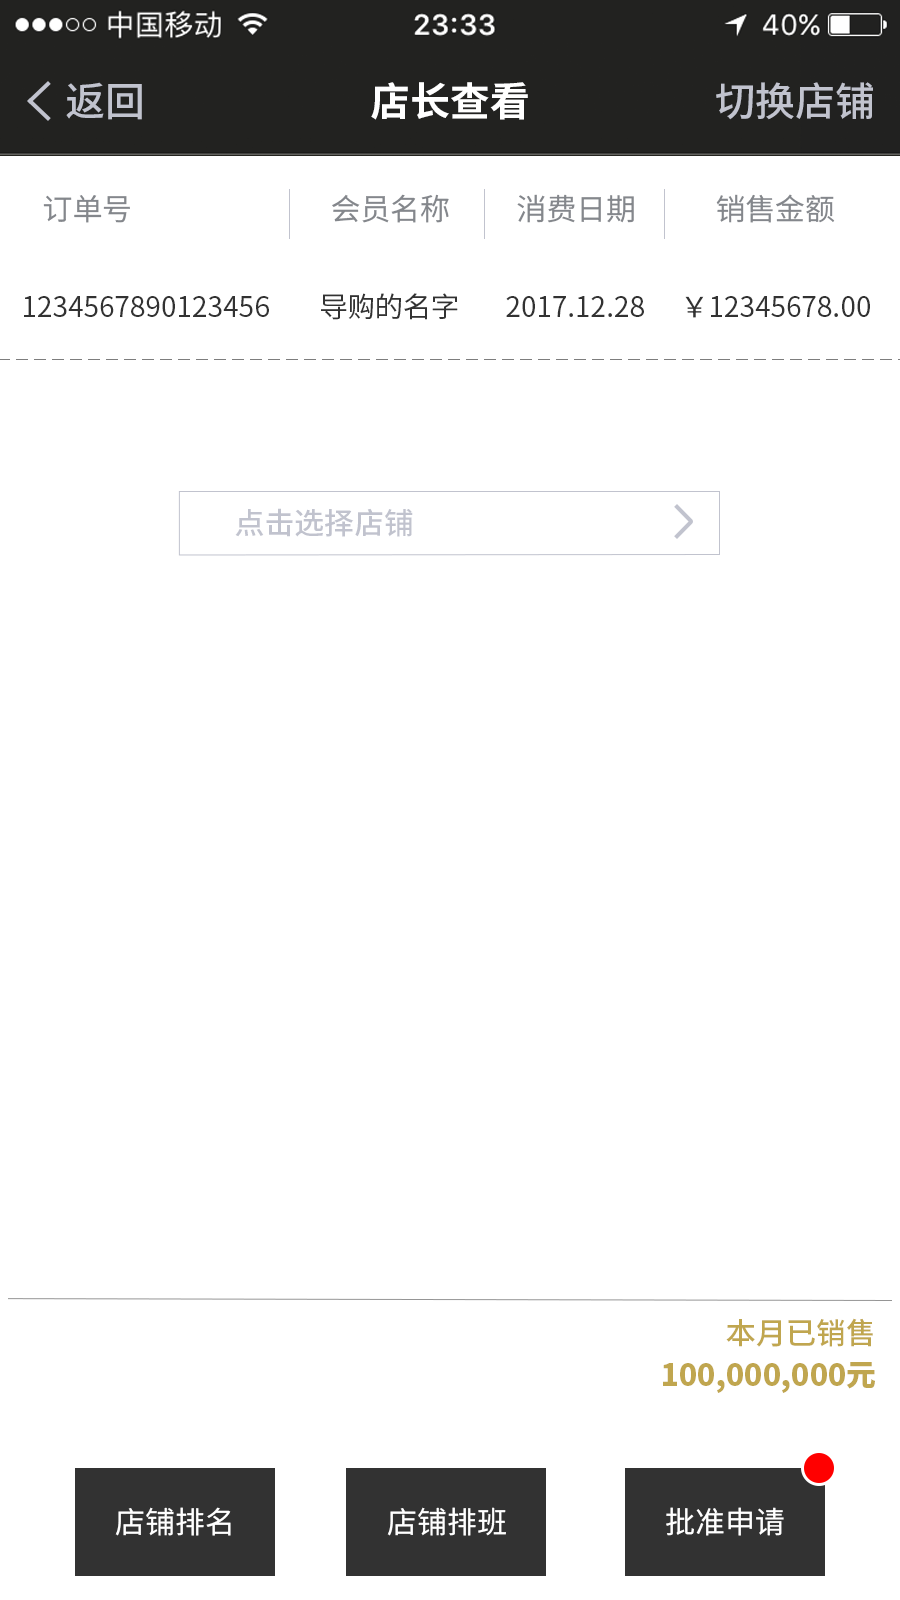 中国移动 23:33 40%
返回 店长查看 切换店铺
订单号 会员名称 消费日期 销售金额
1234567890123456 导购的名字 2017.12.28 ￥12345678.00
点击选择店铺
本月已销售
100,000,000元
店铺排名 店铺排班 批准申请